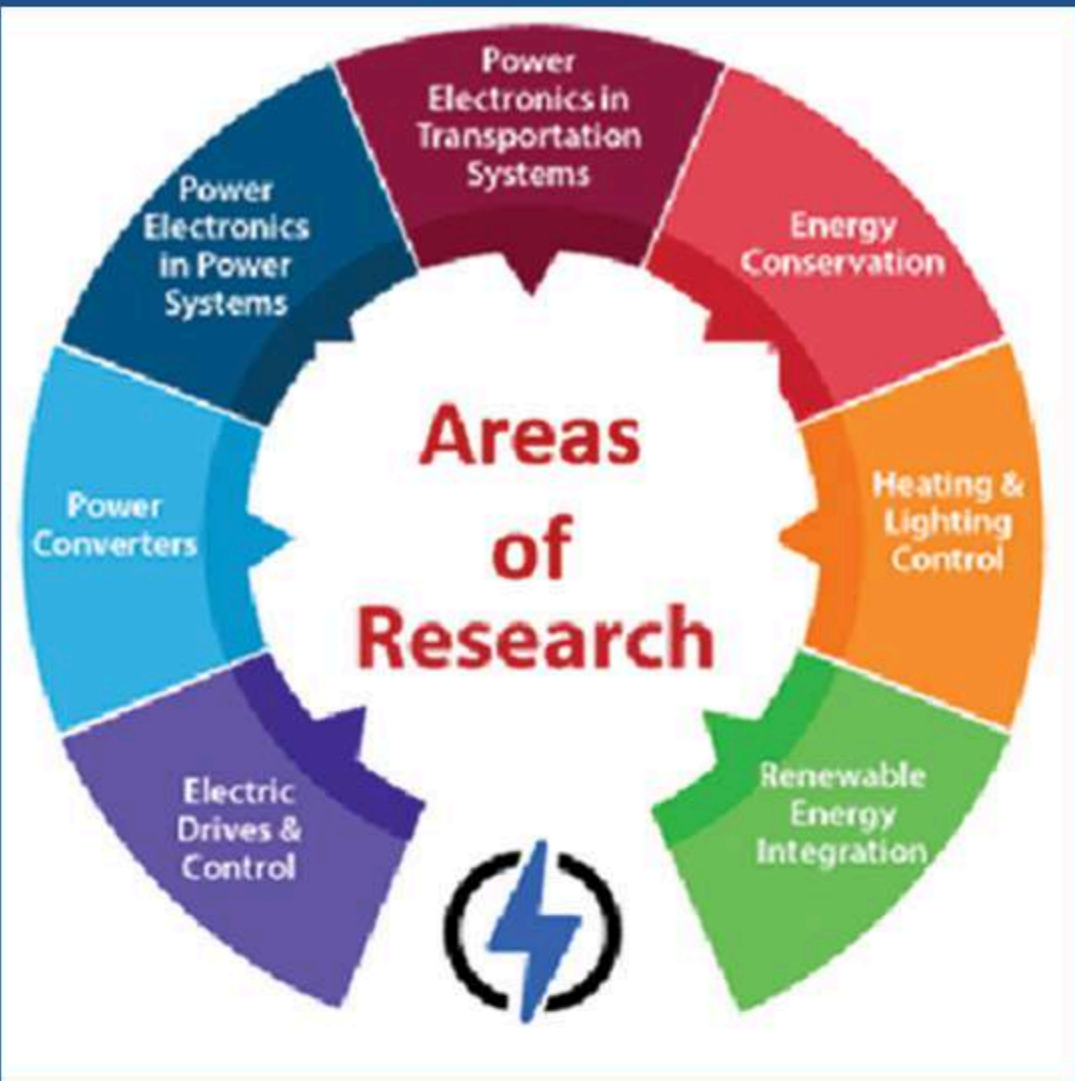 Power
Electronics in
Transportation
Systems
Energy
Conservation
Heating &
Lighting
Control
Renewable
Energy
Integration
Electric
Drives &
Control
Power
Converters
Power
Electronics
in Power
Systems
Areas
of
Research